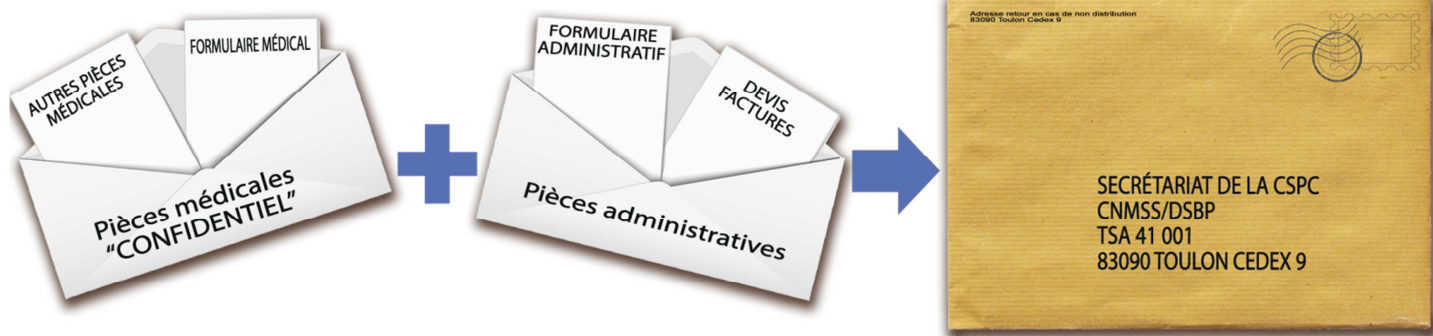 AUTRES PIÈCES
MÉDICALES
FORMULAIRE MÉDICAL
Pièces médicales
“CONFIDENTIEL”
FORMULAIRE
ADMINISTRATIF
DEVIS
FACTURES
Pièces administratives
Adresse retour en cas de non distribution
83090 Toulon Cedex 9
SECRÉTARIAT DE LA CSPC
CNMSS/DSBP
TSA 41 001
83090 TOULON CEDEX 9